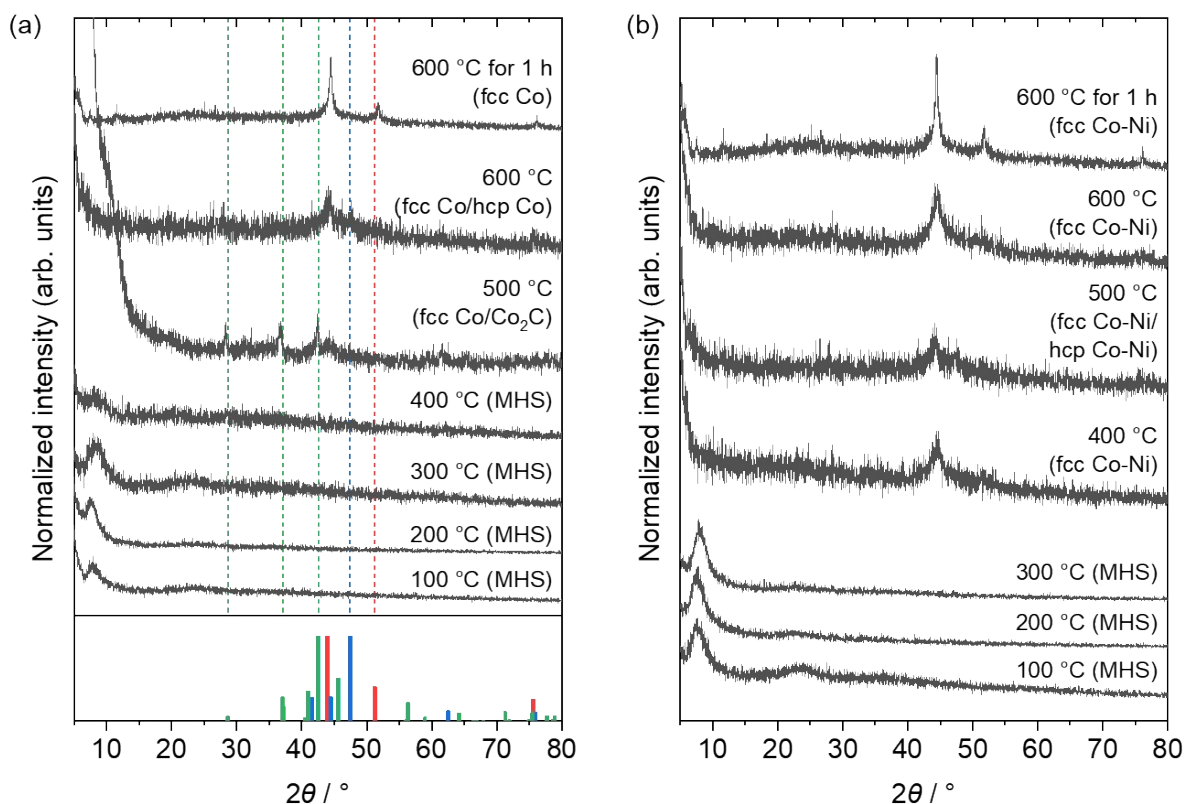 (a)
Normalized intensity (arb. units)
600 °C for 1 h
(fcc Co)
600 °C
(fcc Co/hcp Co)
500 °C
(fcc Co/Co₂C)
400 °C (MHS)
300 °C (MHS)
200 °C (MHS)
100 °C (MHS)
10 20 30 40 50 60 70 80
2θ / °
(b)
Normalized intensity (arb. units)
600 °C for 1 h
(fcc Co-Ni)
600 °C
(fcc Co-Ni)
500 °C
(fcc Co-Ni/
hcp Co-Ni)
400 °C
(fcc Co-Ni)
300 °C (MHS)
200 °C (MHS)
100 °C (MHS)
10 20 30 40 50 60 70 80
2θ / °